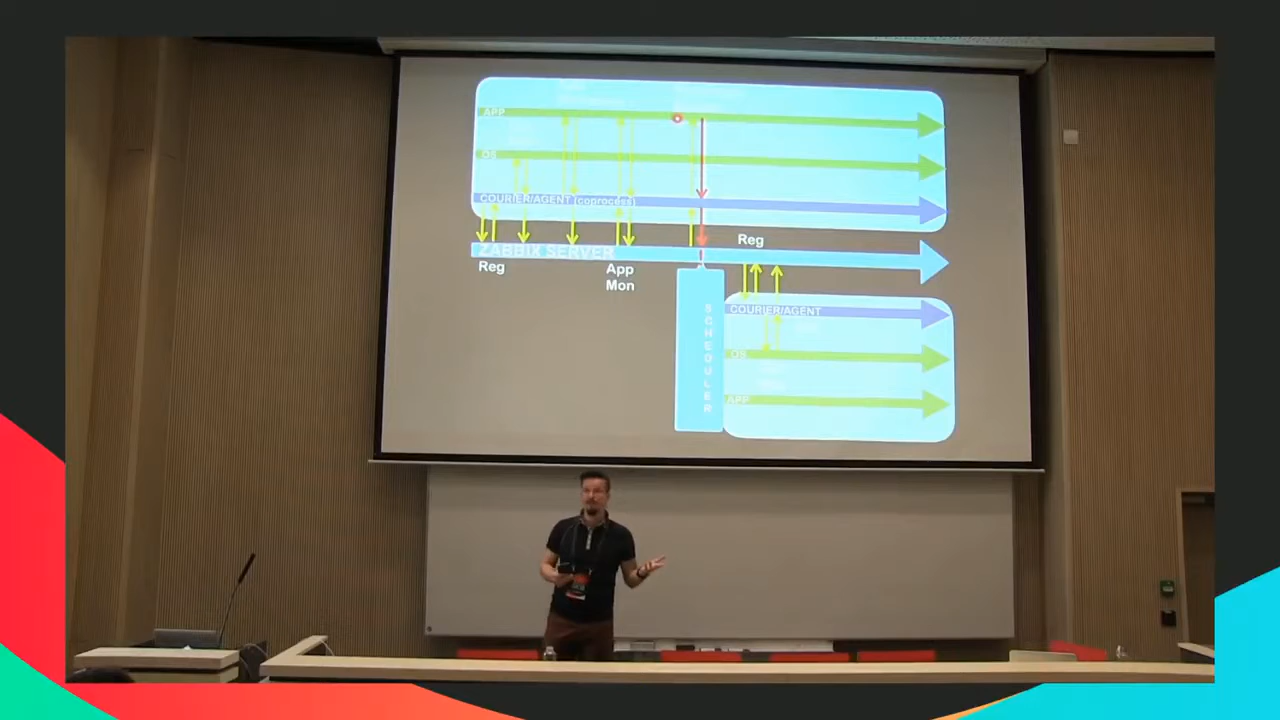 APP
OS
COURIER/AGENT (coprocess)
ZABBIX SERVER
Reg
Reg
App
Mon
SCHEDULER
COURIER/AGENT
OS
APP